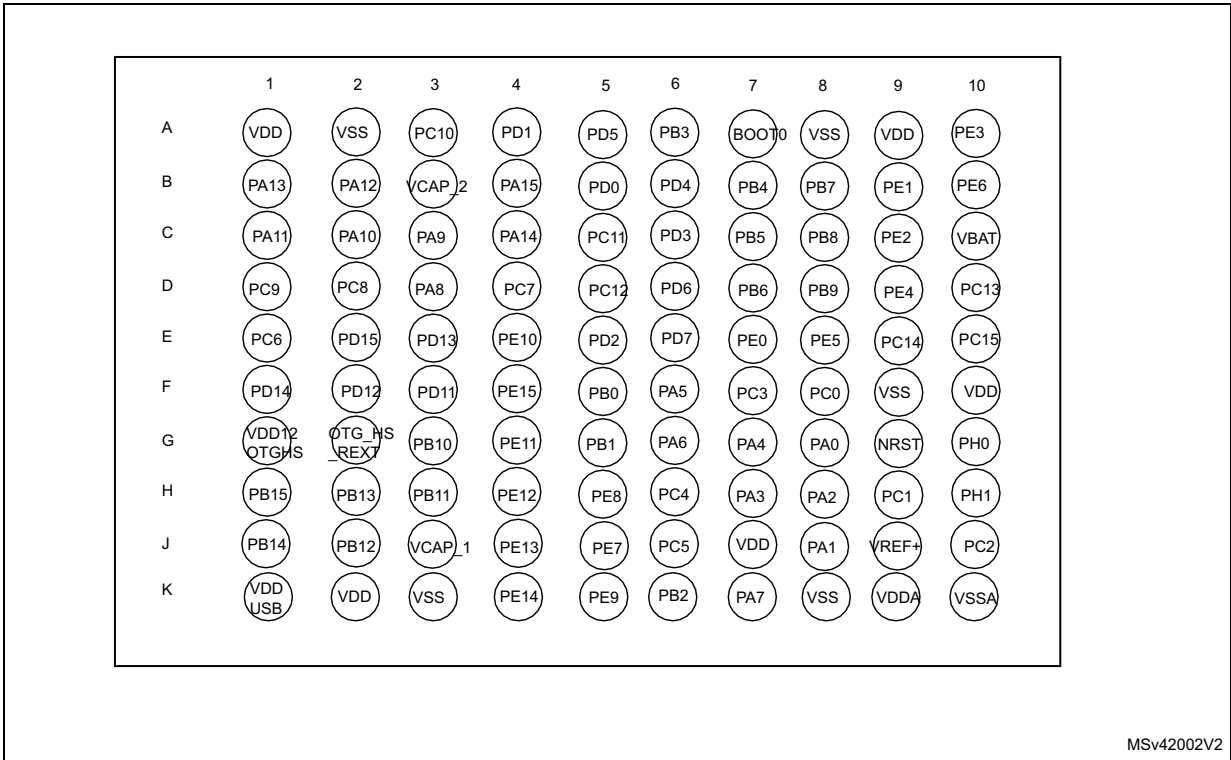 1 2 3 4 5 6 7 8 9 10
A VDD VSS PC10 PD1 PD5 PB3 BOOT0 VSS VDD PE3
B PA13 PA12 VCAP_2 PA15 PD0 PD4 PB4 PB7 PE1 PE6
C PA11 PA10 PA9 PA14 PC11 PD3 PB5 PB8 PE2 VBAT
D PC9 PC8 PA8 PC7 PC12 PD6 PB6 PB9 PE4 PC13
E PC6 PD15 PD13 PE10 PD2 PD7 PE0 PE5 PC14 PC15
F PD14 PD12 PD11 PE15 PB0 PA5 PC3 PC0 VSS VDD
G VDD12 OTGHS OTG_HS _REXT PB10 PE11 PB1 PA6 PA4 PA0 NRST PH0
H PB15 PB13 PB11 PE12 PE8 PC4 PA3 PA2 PC1 PH1
J PB14 PB12 VCAP_1 PE13 PE7 PC5 VDD PA1 VREF+ PC2
K VDD USB VDD VSS PE14 PE9 PB2 PA7 VSS VDDA VSSA
MSv42002V2